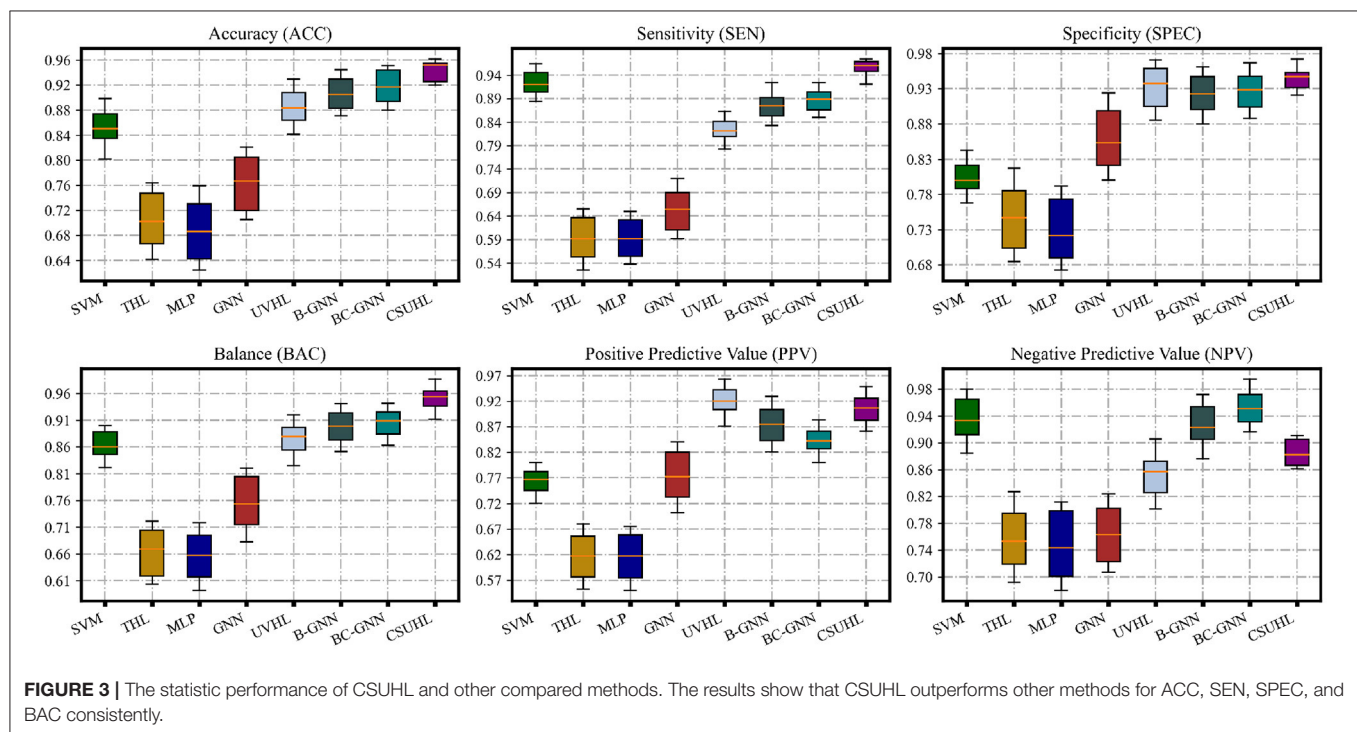 Accuracy (ACC)
0.96
0.92
0.88
0.84
0.80
0.76
0.72
0.68
0.64
SVM
THL
MLP
GNN
UVHL
B-GNN
BC-GNN
CSUHL
Sensitivity (SEN)
0.94
0.89
0.84
0.79
0.74
0.69
0.64
0.59
0.54
SVM
THL
MLP
GNN
UVHL
B-GNN
BC-GNN
CSUHL
Specificity (SPEC)
0.98
0.93
0.88
0.83
0.78
0.73
0.68
SVM
THL
MLP
GNN
UVHL
B-GNN
BC-GNN
CSUHL
Balance (BAC)
0.96
0.91
0.86
0.81
0.76
0.71
0.66
0.61
SVM
THL
MLP
GNN
UVHL
B-GNN
BC-GNN
CSUHL
Positive Predictive Value (PPV)
0.97
0.92
0.87
0.82
0.77
0.72
0.67
0.62
0.57
SVM
THL
MLP
GNN
UVHL
B-GNN
BC-GNN
CSUHL
Negative Predictive Value (NPV)
0.98
0.94
0.90
0.86
0.82
0.78
0.74
0.70
SVM
THL
MLP
GNN
UVHL
B-GNN
BC-GNN
CSUHL
FIGURE 3 | The statistic performance of CSUHL and other compared methods. The results show that CSUHL outperforms other methods for ACC, SEN, SPEC, and
BAC consistently.